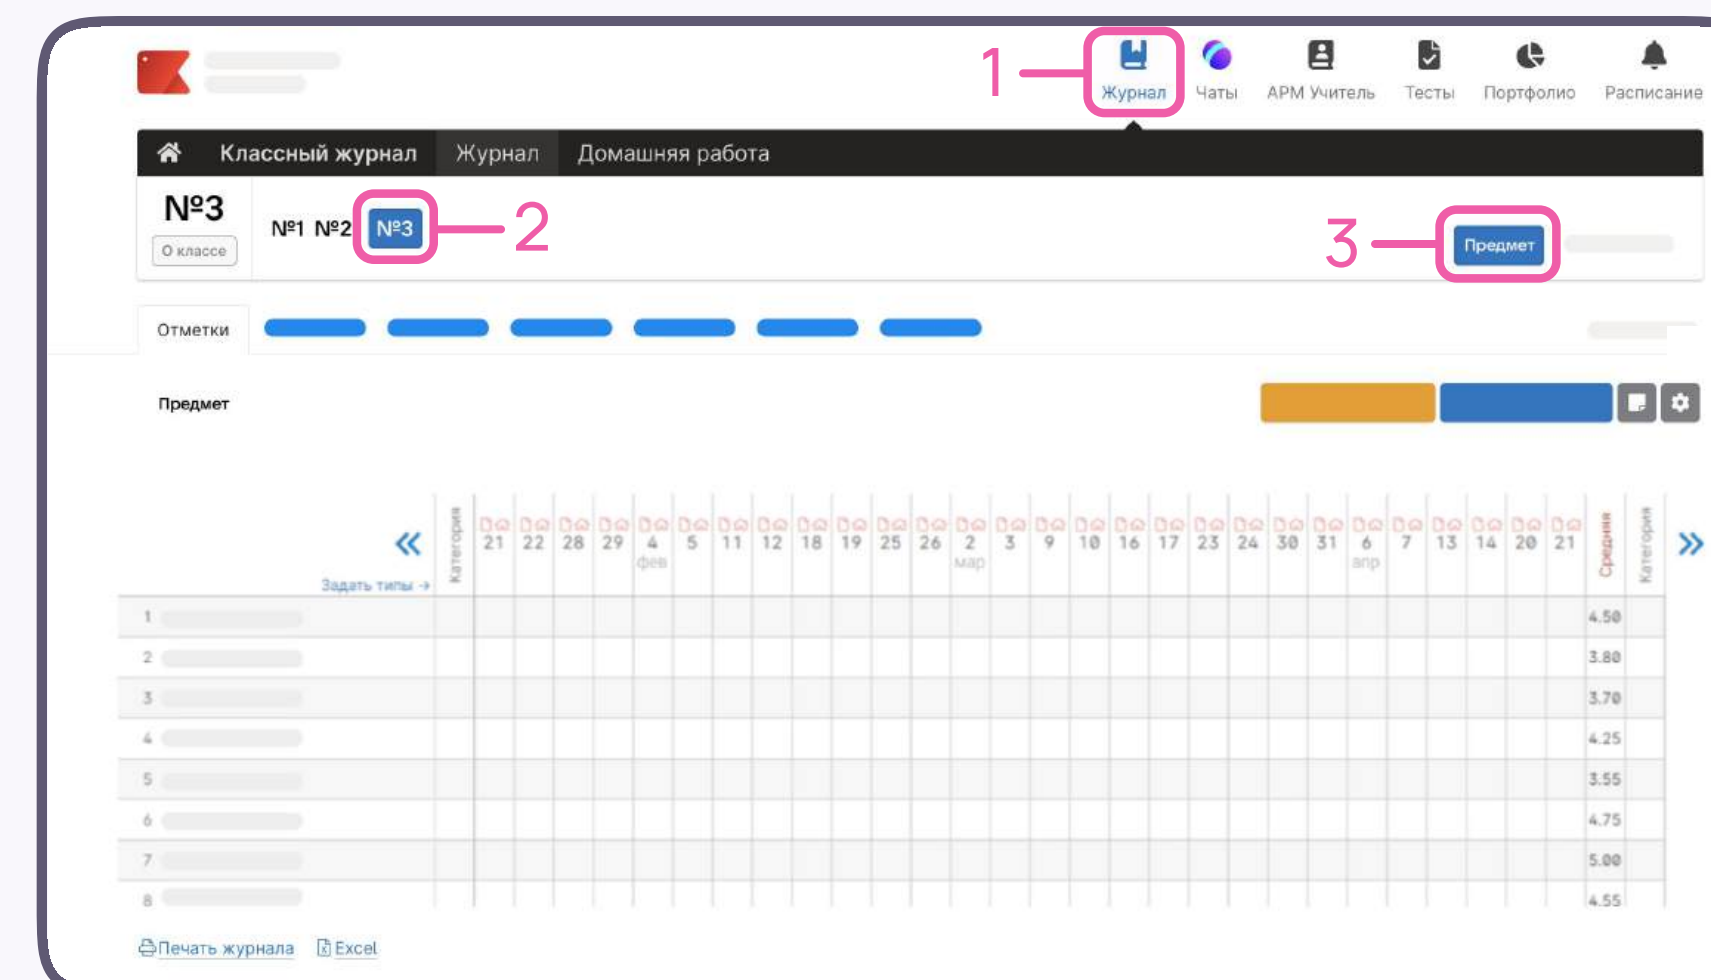 1
Журнал Чаты АРМ Учитель Тесты Портфолио Расписание
Классный журнал Журнал Домашняя работа
№3
О классе
№1 №2 №3
2
3
Предмет
Отметки
Предмет
Задать типы →
Категория 21 22 28 29 4 5 11 12 18 19 25 26 2 3 9 10 16 17 23 24 30 31 6 7 13 14 20 21 Средняя Категория
фев мар апр
1 4.50
2 3.80
3 3.70
4 4.25
5 3.55
6 4.75
7 5.00
8 4.55
Печать журнала Excel